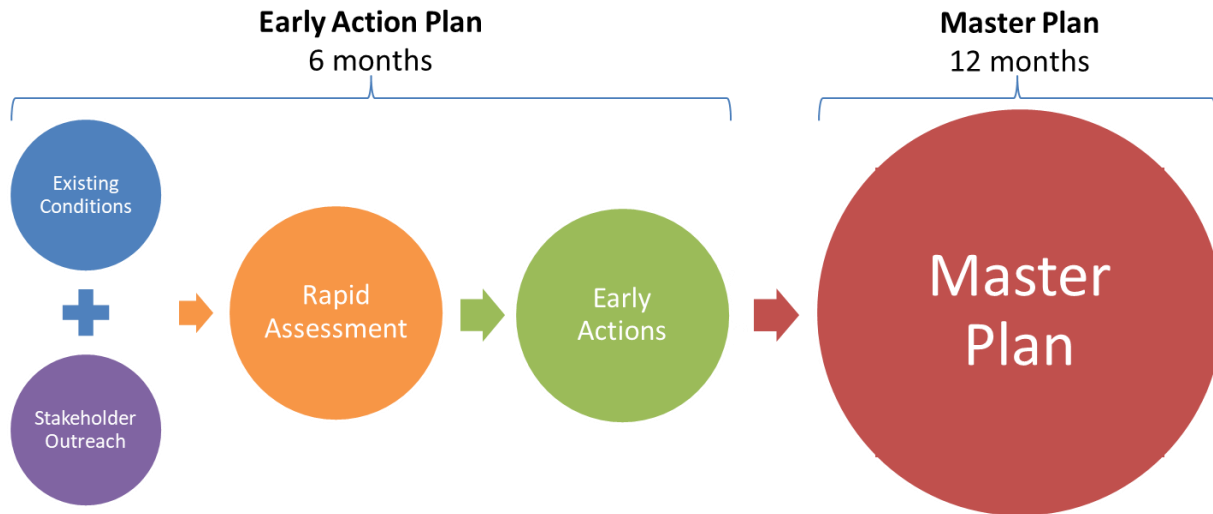 Early Action Plan
6 months
Master Plan
12 months
Existing
Conditions
Stakeholder
Outreach
Rapid
Assessment
Early
Actions
Master
Plan